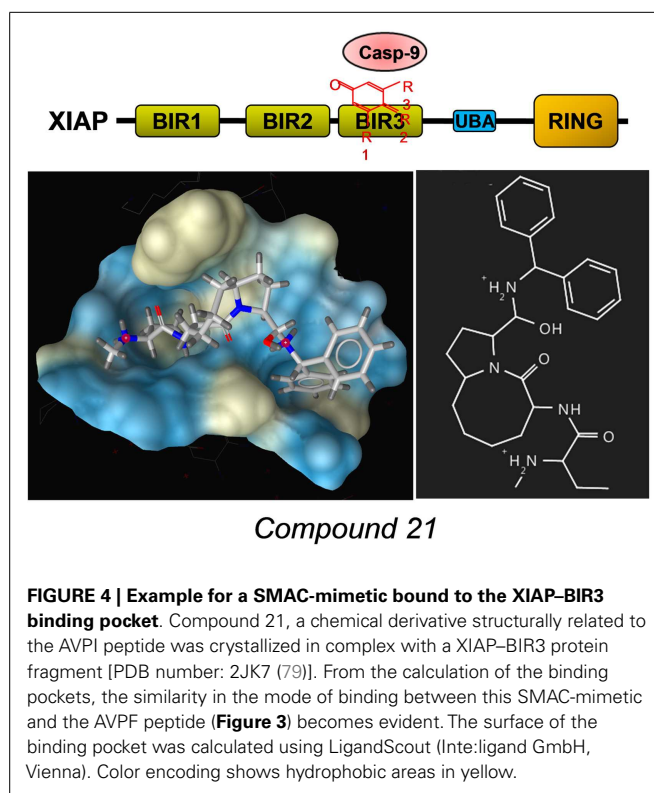 Casp-9
O
R
3
XIAP
BIR1
BIR2
BIR3
R
2
UBA
RING
R
1
-
+
H2N
OH
N
O
NH
O
+
H2N
Compound 21
FIGURE 4 | Example for a SMAC-mimetic bound to the XIAP–BIR3
binding pocket. Compound 21, a chemical derivative structurally related to
the AVPI peptide was crystallized in complex with a XIAP–BIR3 protein
fragment [PDB number: 2JK7 (79)]. From the calculation of the binding
pockets, the similarity in the mode of binding between this SMAC-mimetic
and the AVPF peptide (Figure 3) becomes evident. The surface of the
binding pocket was calculated using LigandScout (Inte:ligand GmbH,
Vienna). Color encoding shows hydrophobic areas in yellow.